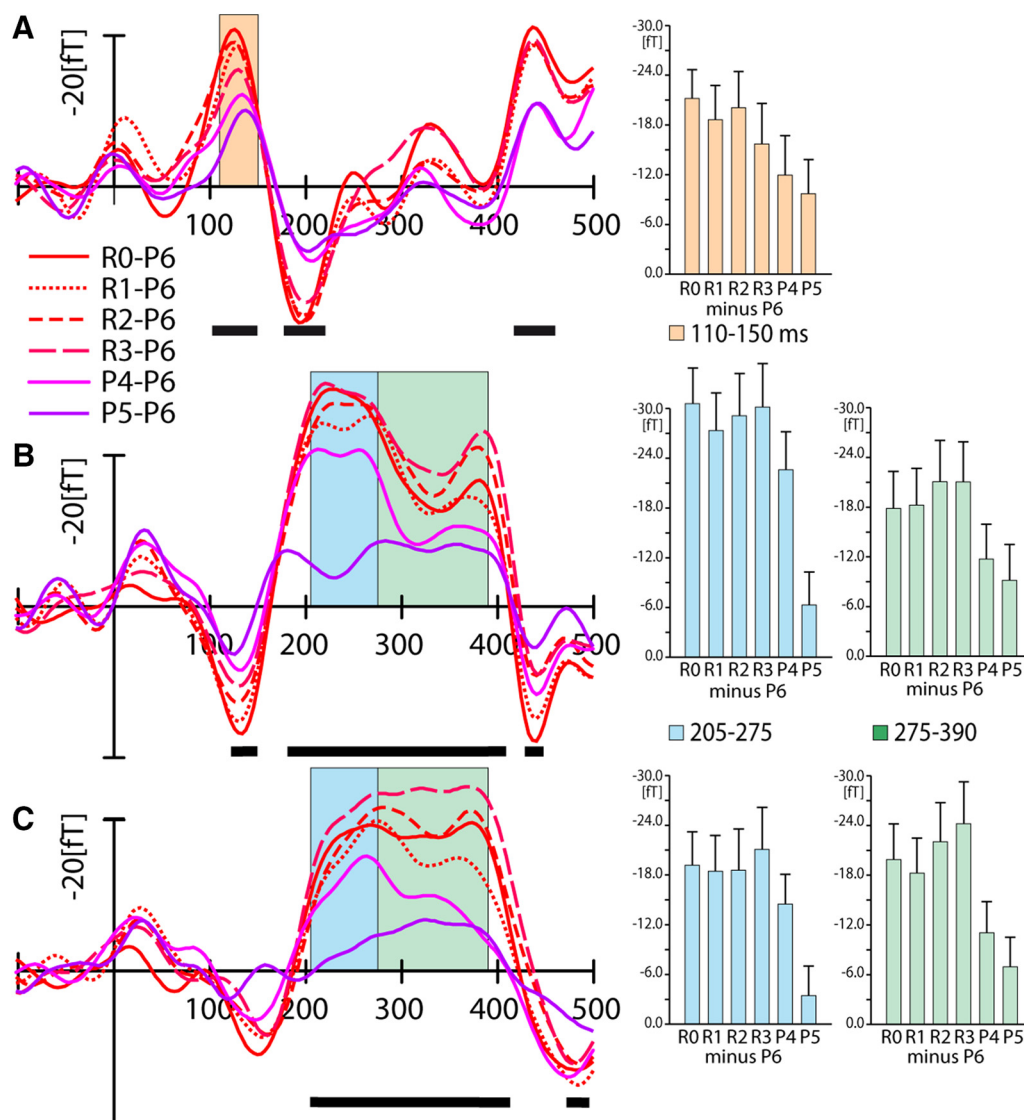 A
-20[fT]
100 200 300 400 500
R0-P6
R1-P6
R2-P6
R3-P6
P4-P6
P5-P6
-30.0
[fT]
-24.0
-18.0
-12.0
-6.0
0.0
R0 R1 R2 R3 P4 P5
minus P6
110-150 ms
B
-20[fT]
100 200 300 400 500
-30.0
[fT]
-24.0
-18.0
-12.0
-6.0
0.0
R0 R1 R2 R3 P4 P5
minus P6
205-275
-30.0
[fT]
-24.0
-18.0
-12.0
-6.0
0.0
R0 R1 R2 R3 P4 P5
minus P6
275-390
C
-20[fT]
100 200 300 400 500
-30.0
[fT]
-24.0
-18.0
-12.0
-6.0
0.0
R0 R1 R2 R3 P4 P5
minus P6
-30.0
[fT]
-24.0
-18.0
-12.0
-6.0
0.0
R0 R1 R2 R3 P4 P5
minus P6